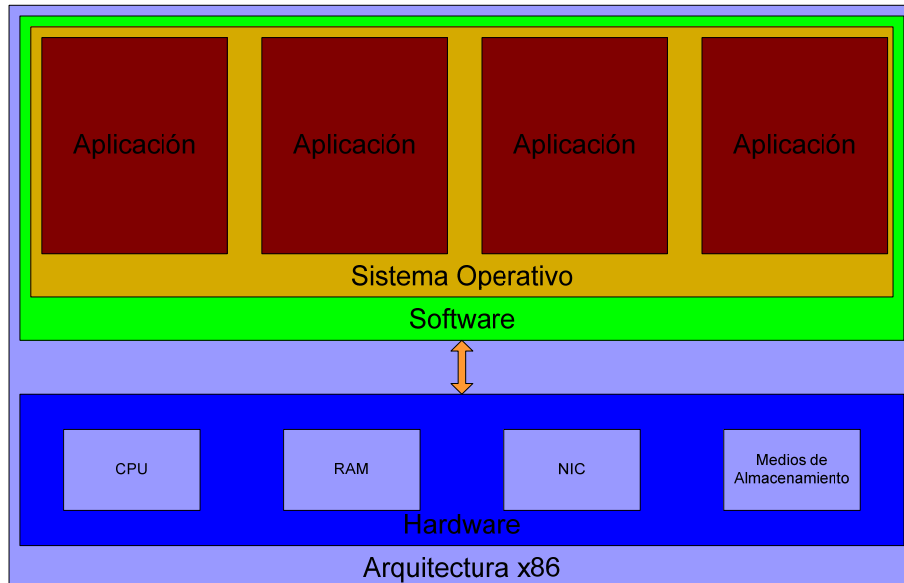 Aplicación
Aplicación
Aplicación
Aplicación
Sistema Operativo
Software
CPU
RAM
NIC
Medios de
Almacenamiento
Hardware
Arquitectura x86